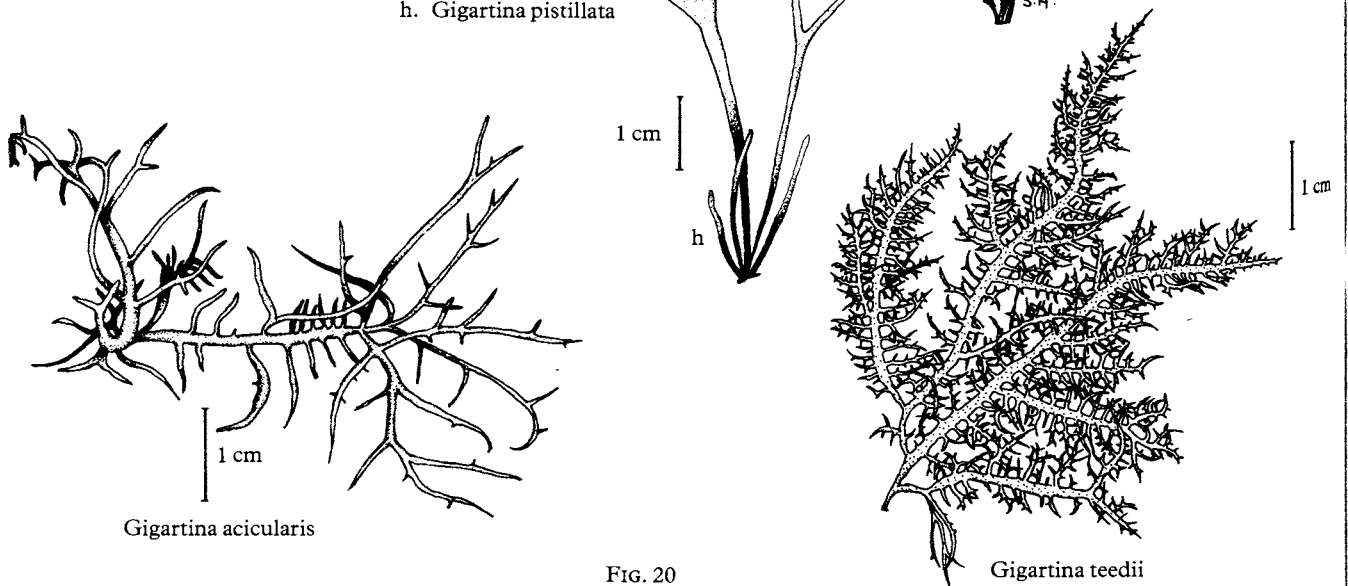 h. Gigartina pistillata
S.H.
1 cm
h
1 cm
1 cm
Gigartina acicularis
Gigartina teedii
FIG. 20